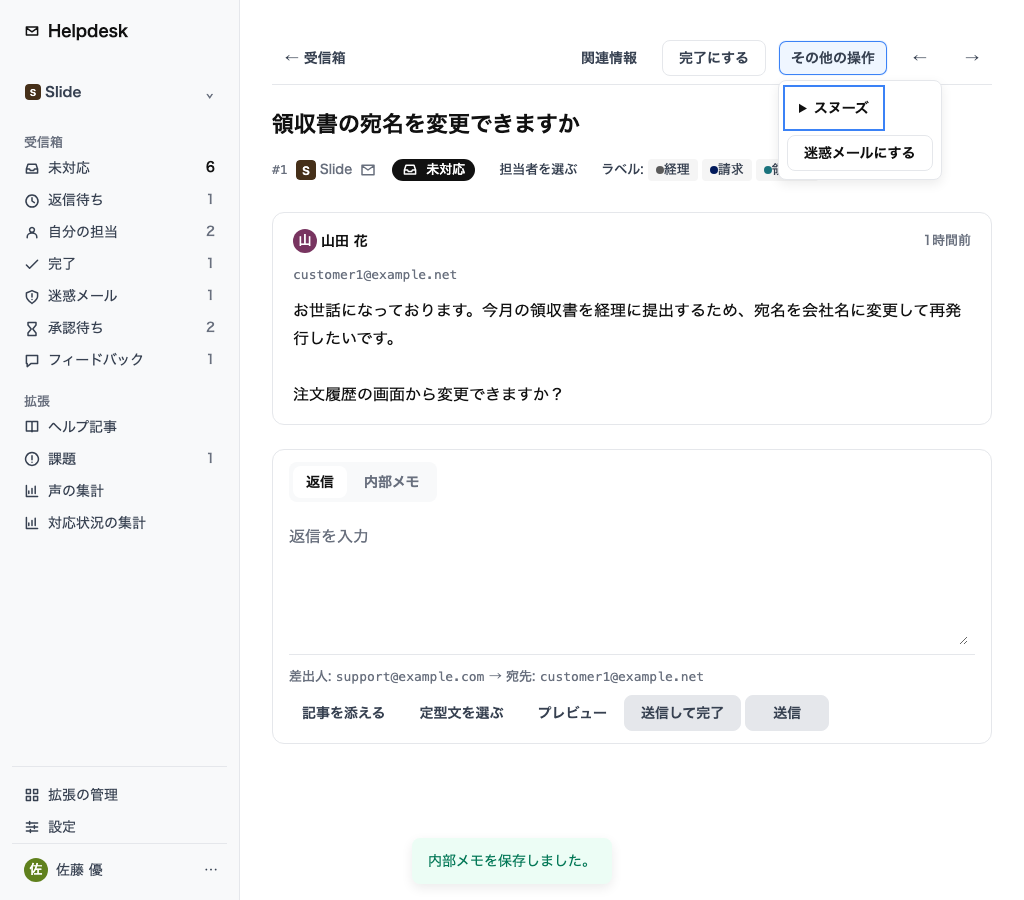 Helpdesk
S Slide
受信箱
未対応 6
返信待ち 1
自分の担当 2
完了 1
迷惑メール 1
承認待ち 2
フィードバック 1
拡張
ヘルプ記事
課題 1
声の集計
対応状況の集計
拡張の管理
設定
佐 佐藤 優 …
← 受信箱 関連情報 完了にする その他の操作 ← →
▶ スヌーズ
迷惑メールにする
領収書の宛名を変更できますか
#1 S Slide 未対応 担当者を選ぶ ラベル: 経理 請求
山 山田 花 1時間前
customer1@example.net
お世話になっております。今月の領収書を経理に提出するため、宛名を会社名に変更して再発
行したいです。
注文履歴の画面から変更できますか？
返信 内部メモ
返信を入力
差出人: support@example.com → 宛先: customer1@example.net
記事を添える 定型文を選ぶ プレビュー 送信して完了 送信
内部メモを保存しました。